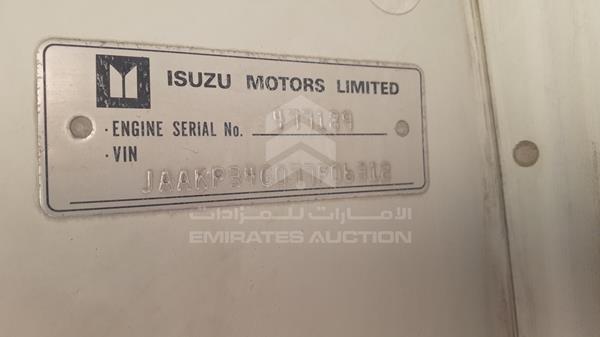 ISUZU MOTORS LIMITED
· ENGINE SERIAL No.
· VIN
الامارات للمزادات
EMIRATES AUCTION